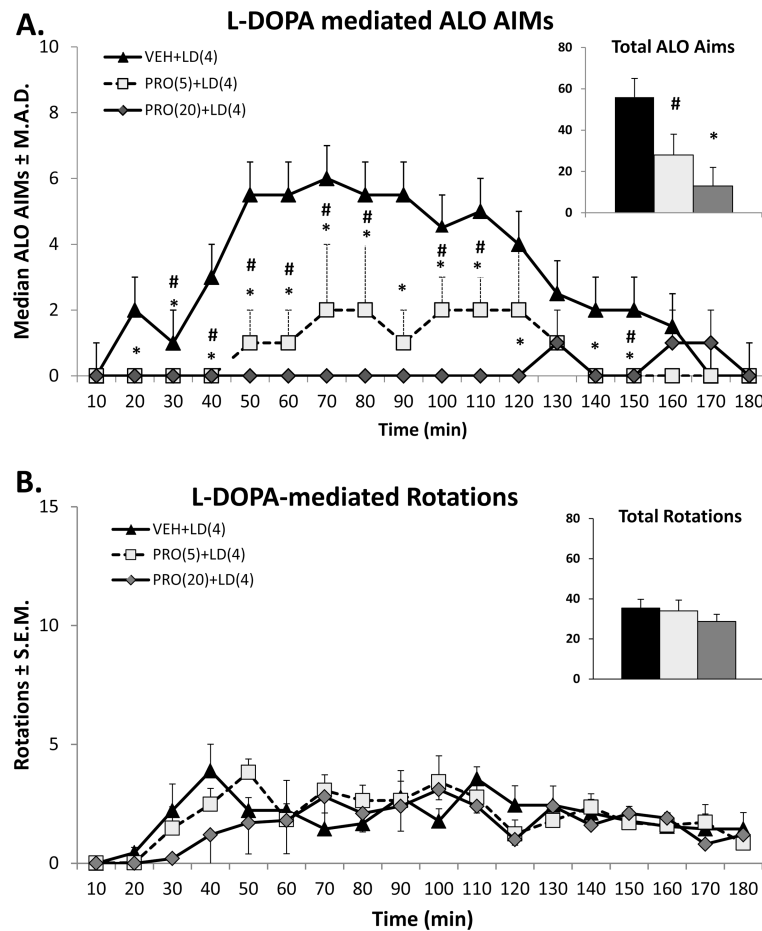 A.
L-DOPA mediated ALO AIMs
Median ALO AIMs ± M.A.D.
10
8
6
4
2
0
VEH+LD(4)
PRO(5)+LD(4)
PRO(20)+LD(4)
Total ALO Aims
80
60
40
20
0
#
*
# # # # # # # # #
* * * * * * * * * * * * * *
10 20 30 40 50 60 70 80 90 100 110 120 130 140 150 160 170 180
Time (min)
B.
L-DOPA-mediated Rotations
Rotations ± S.E.M.
15
10
5
0
VEH+LD(4)
PRO(5)+LD(4)
PRO(20)+LD(4)
Total Rotations
80
60
40
20
0
10 20 30 40 50 60 70 80 90 100 110 120 130 140 150 160 170 180
Time (min)